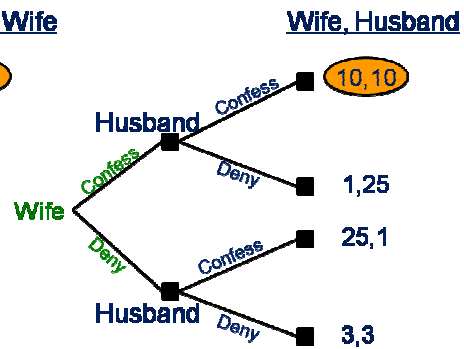 Wife
Wife, Husband
Confess
10,10
Husband
Confess
Deny
1,25
Wife
Deny
Confess
25,1
Husband
Deny
3,3